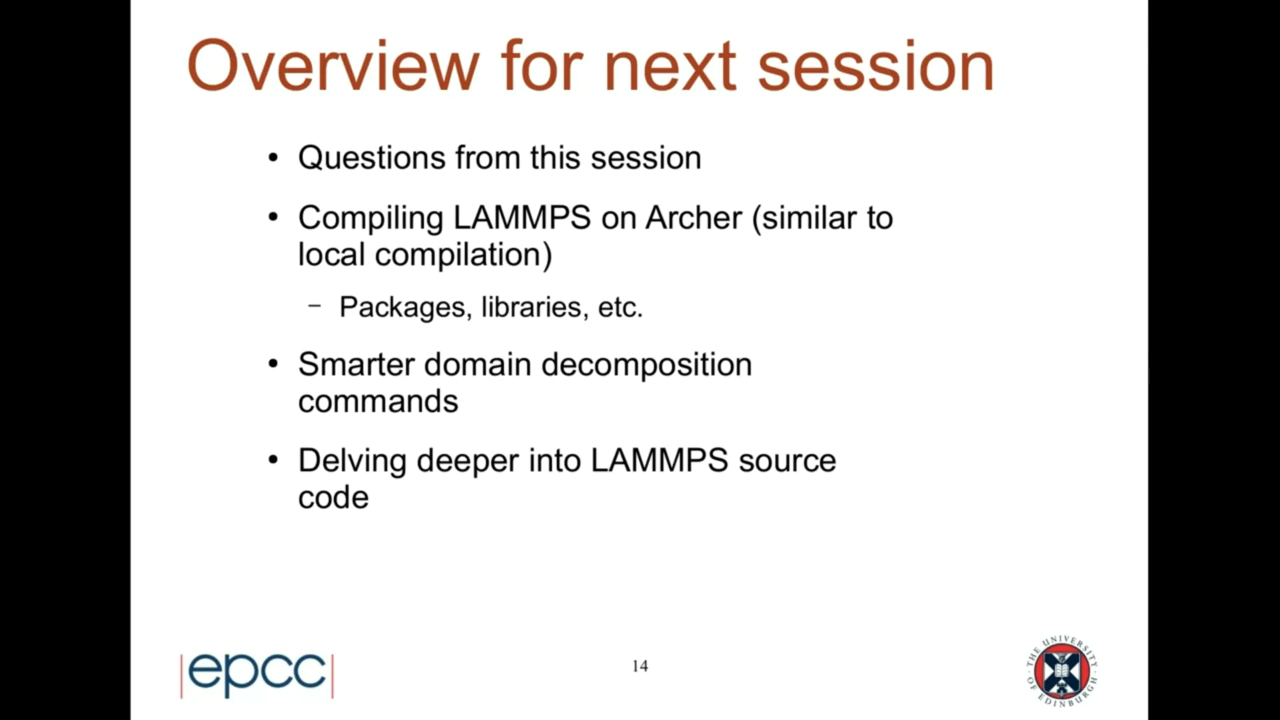 Overview for next session
• Questions from this session
• Compiling LAMMPS on Archer (similar to
local compilation)
– Packages, libraries, etc.
• Smarter domain decomposition
commands
• Delving deeper into LAMMPS source
code
|epcc|
14
THE UNIVERSITY
OF EDINBURGH